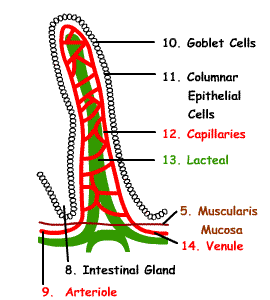 10. Goblet Cells
11. Columnar
Epithelial
Cells
12. Capillaries
13. Lacteal
5. Muscularis
Mucosa
14. Venule
8. Intestinal Gland
9. Arteriole